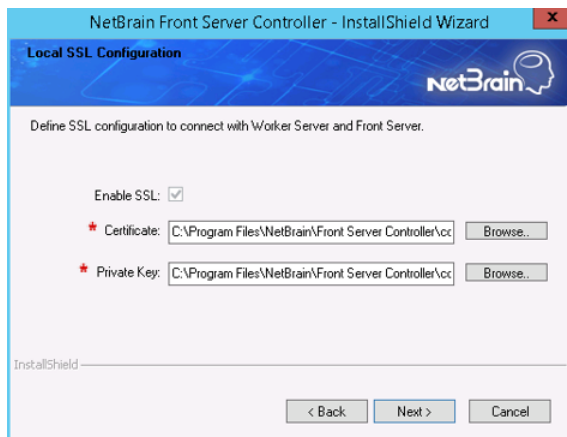 NetBrain Front Server Controller - InstallShield Wizard
x
Local SSL Configuration
NetBrain
Define SSL configuration to connect with Worker Server and Front Server.
Enable SSL:
* Certificate: C:\Program Files\NetBrain\Front Server Controller\cc Browse..
* Private Key: C:\Program Files\NetBrain\Front Server Controller\cc Browse..
InstallShield
< Back Next > Cancel